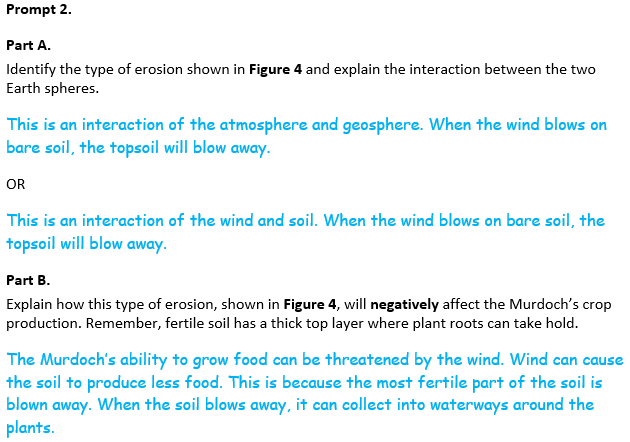 Prompt 2.
Part A.
Identify the type of erosion shown in Figure 4 and explain the interaction between the two
Earth spheres.
This is an interaction of the atmosphere and geosphere. When the wind blows on
bare soil, the topsoil will blow away.
OR
This is an interaction of the wind and soil. When the wind blows on bare soil, the
topsoil will blow away.
Part B.
Explain how this type of erosion, shown in Figure 4, will negatively affect the Murdoch’s crop
production. Remember, fertile soil has a thick top layer where plant roots can take hold.
The Murdoch’s ability to grow food can be threatened by the wind. Wind can cause
the soil to produce less food. This is because the most fertile part of the soil is
blown away. When the soil blows away, it can collect into waterways around the
plants.